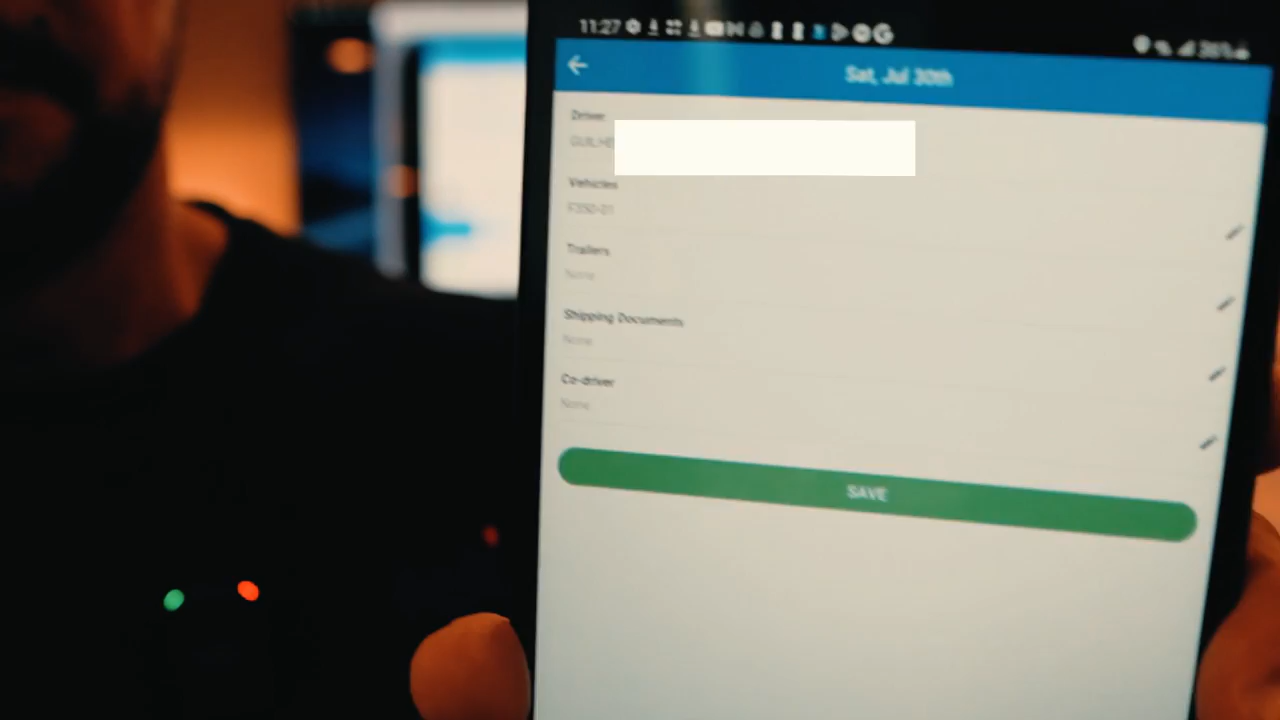 11:27
Sat, Jul 30th
Driver
Vehicles
F350-01
Trailers
None
Shipping Documents
None
Co-driver
None
SAVE